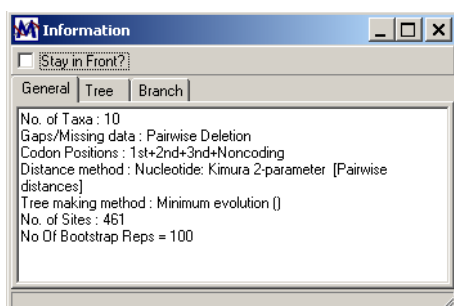 Information
Stay in Front?
General Tree Branch
No. of Taxa : 10
Gaps/Missing data : Pairwise Deletion
Codon Positions : 1st+2nd+3nd+Noncoding
Distance method : Nucleotide: Kimura 2-parameter [Pairwise
distances]
Tree making method : Minimum evolution ()
No. of Sites : 461
No Of Bootstrap Reps = 100